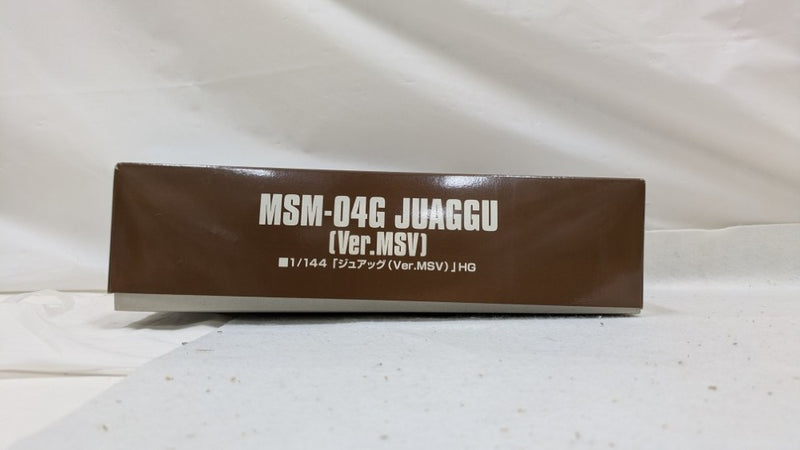 MSM-04G JUAGGU
(Ver.MSV)
■1/144「ジュアッグ(Ver.MSV)」HG